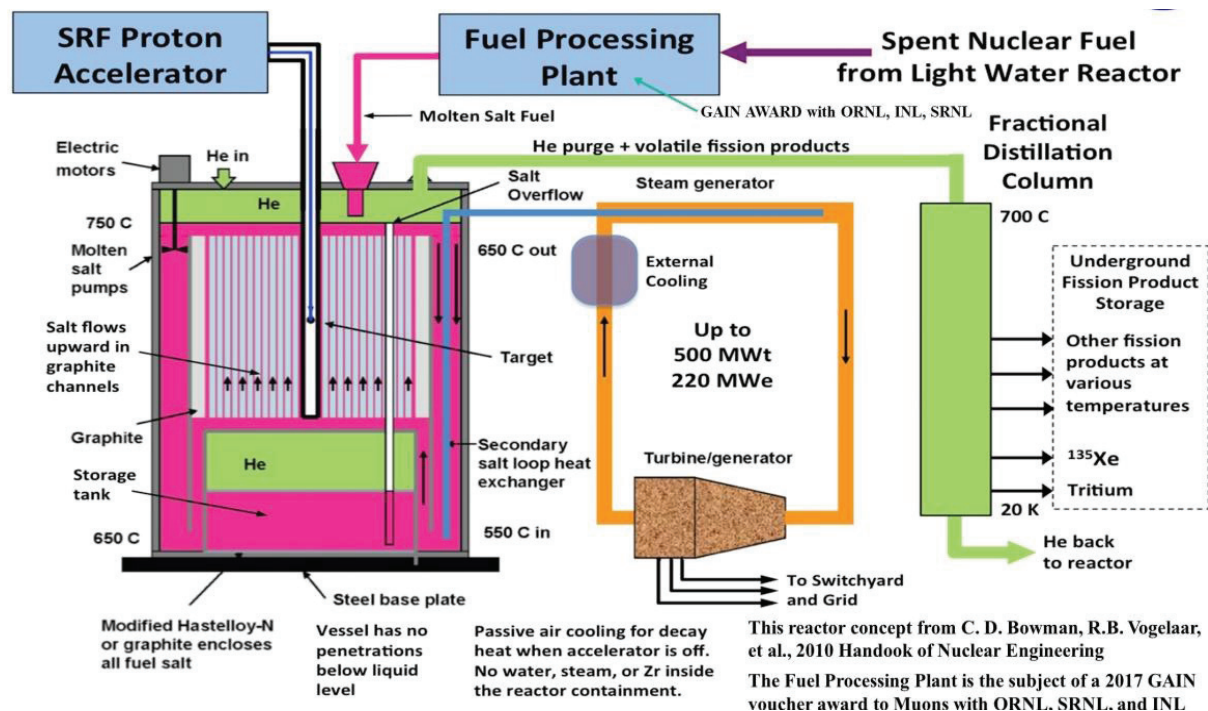 SRF Proton
Accelerator
Fuel Processing
Plant
Spent Nuclear Fuel
from Light Water Reactor
GAIN AWARD with ORNL, INL, SRNL
Molten Salt Fuel
Electric
motors
He in
He purge + volatile fission products
Fractional
Distillation
Column
He
Salt
Overflow
Steam generator
750 C
Molten
salt
pumps
650 C out
External
Cooling
700 C
Underground
Fission Product
Storage
Salt flows
upward in
graphite
channels
Target
Up to
500 MWt
220 MWe
Other fission
products at
various
temperatures
Graphite
He
Secondary
salt loop heat
exchanger
Turbine/generator
135Xe
Tritium
Storage
tank
650 C
550 C in
20 K
He back
to reactor
To Switchyard
and Grid
Steel base plate
Modified Hastelloy-N
or graphite encloses
all fuel salt
Vessel has no
penetrations
below liquid
level
Passive air cooling for decay
heat when accelerator is off.
No water, steam, or Zr inside
the reactor containment.
This reactor concept from C. D. Bowman, R.B. Vogelaar,
et al., 2010 Handook of Nuclear Engineering
The Fuel Processing Plant is the subject of a 2017 GAIN
voucher award to Muons with ORNL, SRNL, and INL